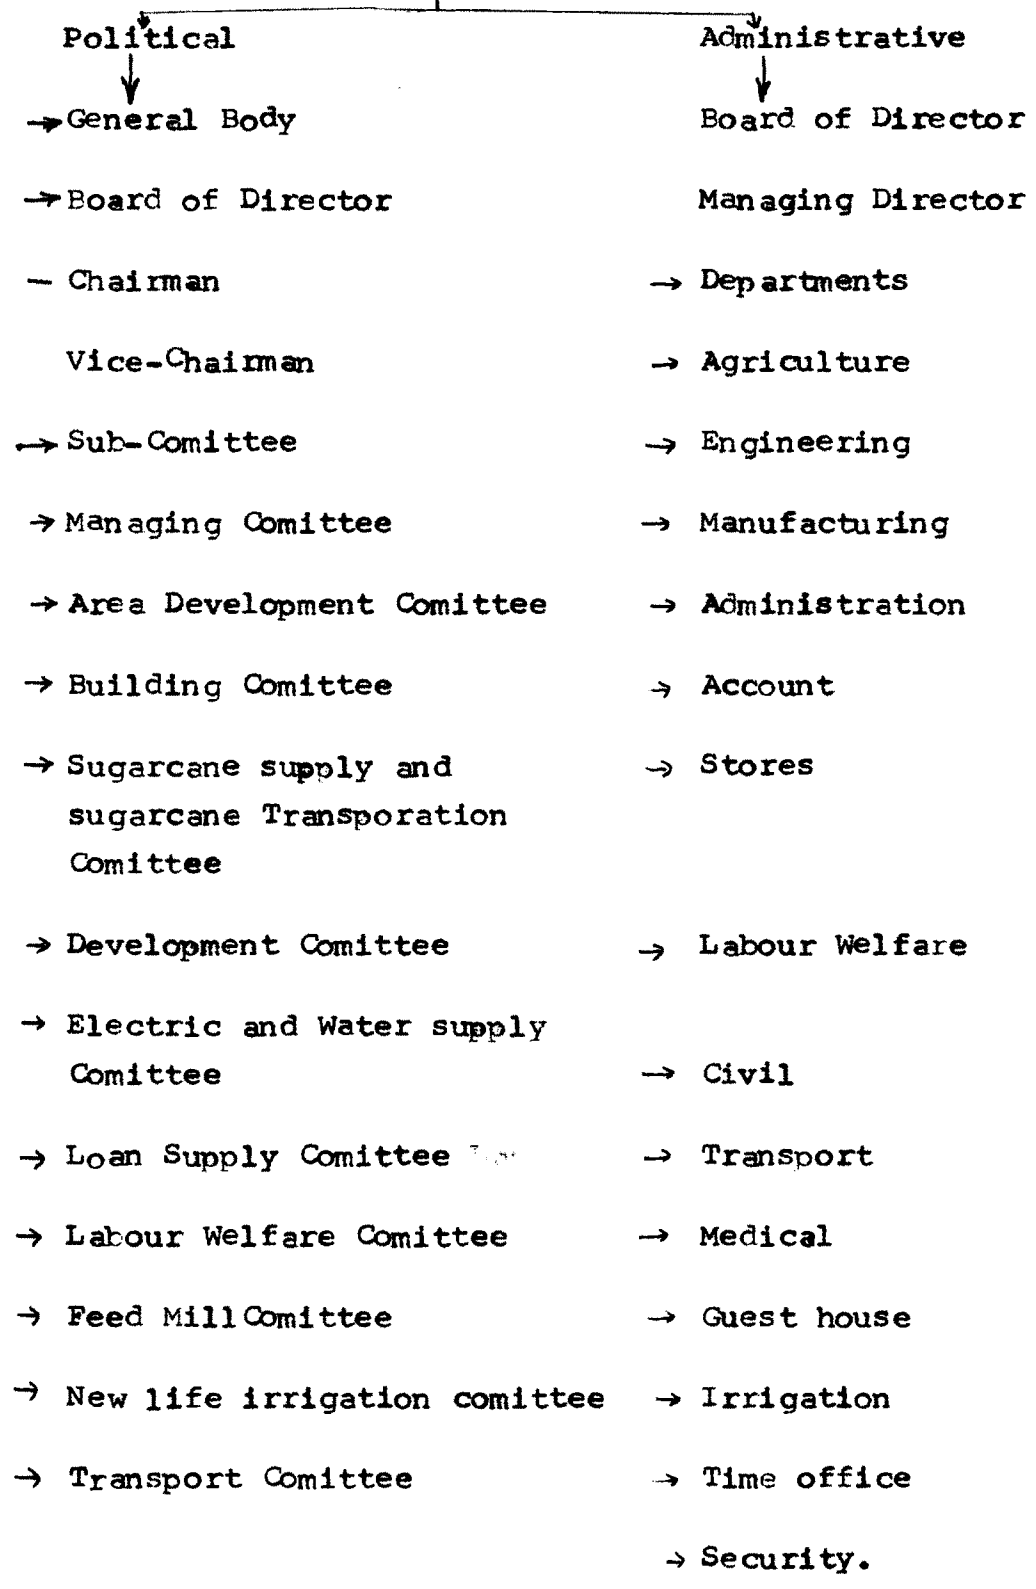 Political Administrative
→ General Body Board of Director
→ Board of Director Managing Director
— Chairman → Departments
Vice-Chairman → Agriculture
→ Sub-Comittee → Engineering
→ Managing Comittee → Manufacturing
→ Area Development Comittee → Administration
→ Building Comittee → Account
→ Sugarcane supply and → Stores
sugarcane Transporation
Comittee
→ Development Comittee → Labour Welfare
→ Electric and Water supply
Comittee → Civil
→ Loan Supply Comittee → Transport
→ Labour Welfare Comittee → Medical
→ Feed Mill Comittee → Guest house
→ New life irrigation comittee → Irrigation
→ Transport Comittee → Time office
→ Security.